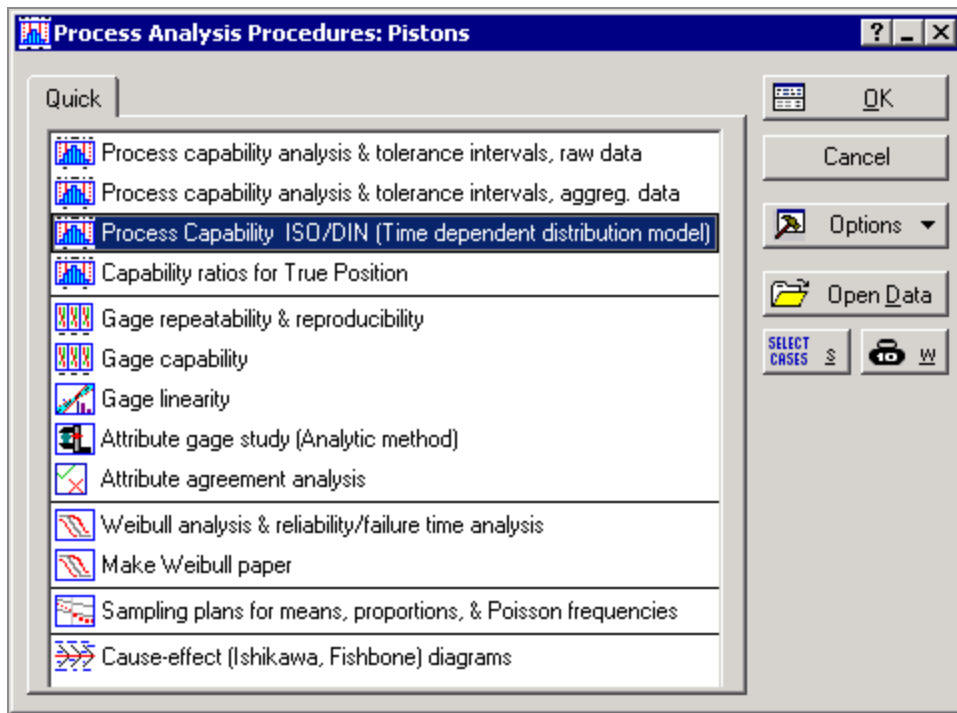 Process Analysis Procedures: Pistons
Quick
Process capability analysis & tolerance intervals, raw data
Process capability analysis & tolerance intervals, aggreg. data
Process Capability  ISO/DIN (Time dependent distribution model)
Capability ratios for True Position
Gage repeatability & reproducibility
Gage capability
Gage linearity
Attribute gage study (Analytic method)
Attribute agreement analysis
Weibull analysis & reliability/failure time analysis
Make Weibull paper
Sampling plans for means, proportions, & Poisson frequencies
Cause-effect (Ishikawa, Fishbone) diagrams
OK
Cancel
Options
Open Data
SELECT
CASES
S
10
W